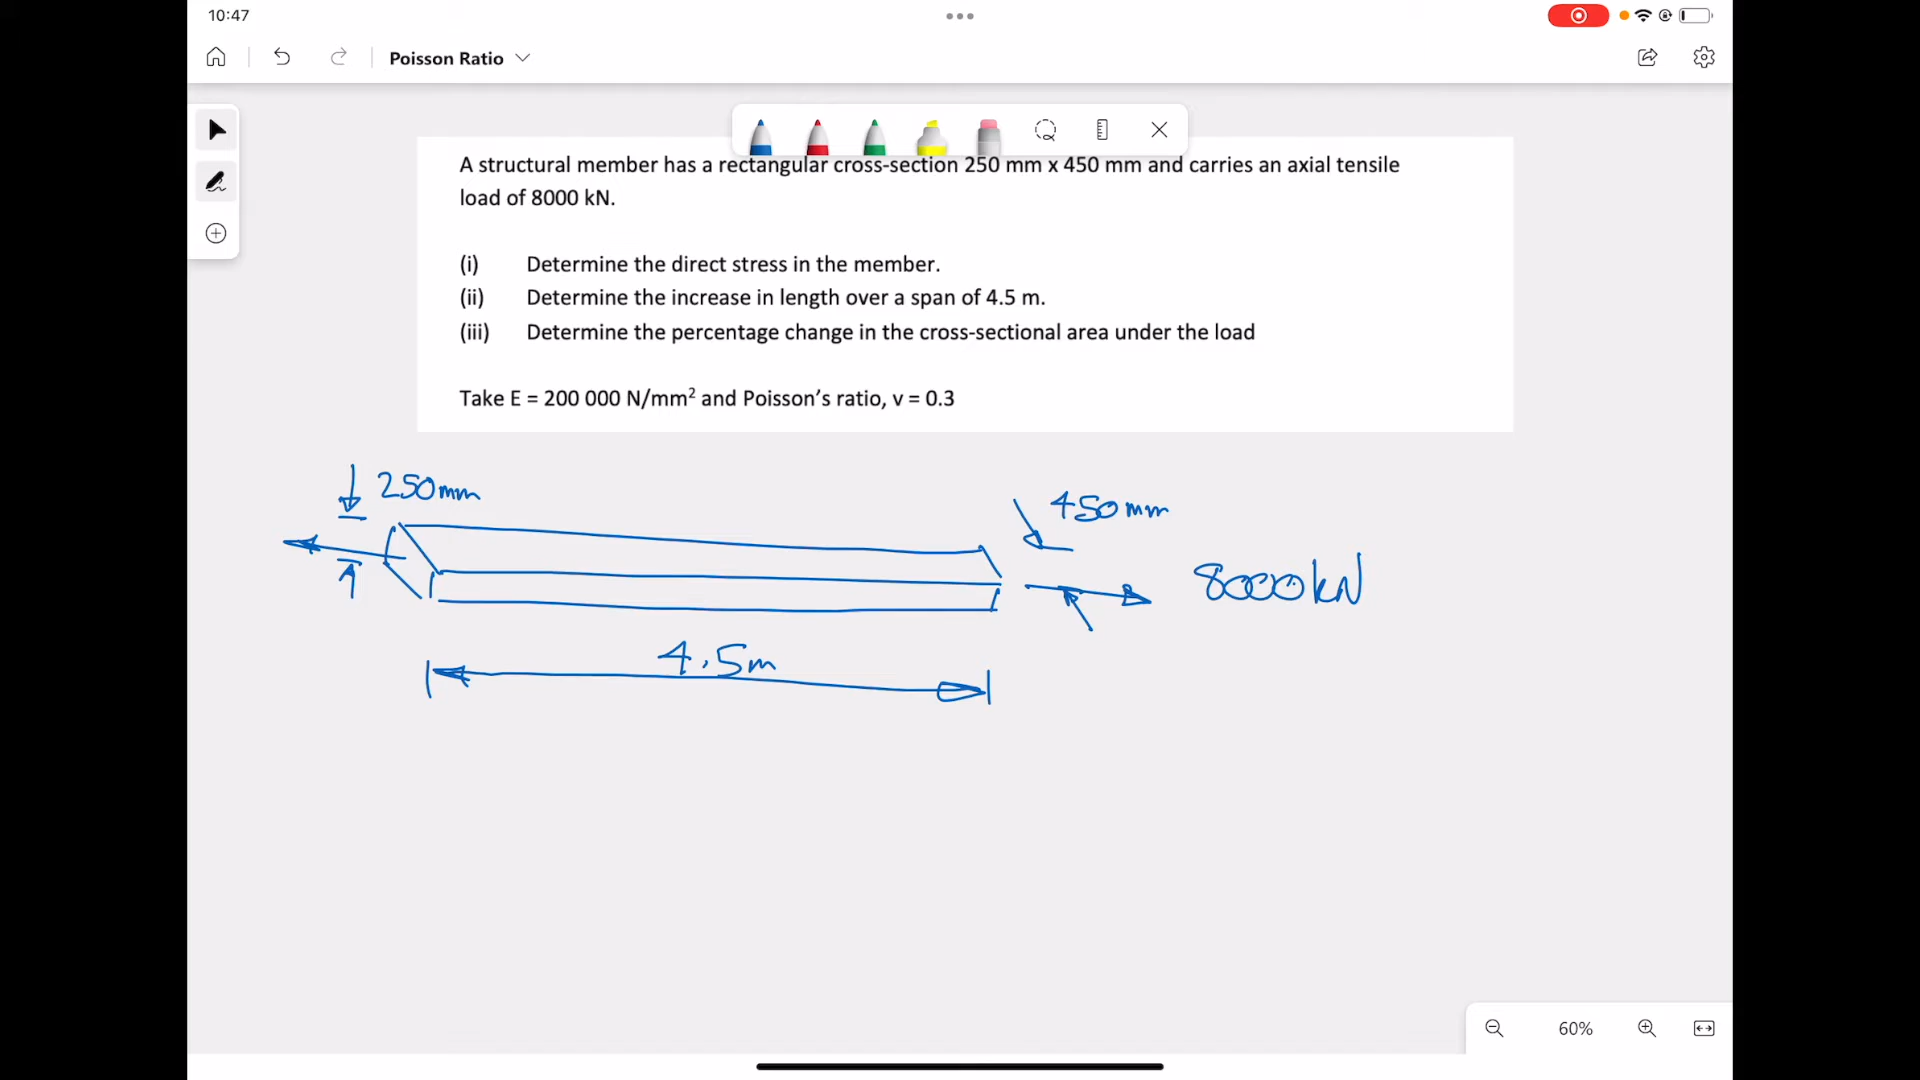 10:47
Poisson Ratio
A structural member has a rectangular cross-section 250 mm x 450 mm and carries an axial tensile
load of 8000 kN.
(i) Determine the direct stress in the member.
(ii) Determine the increase in length over a span of 4.5 m.
(iii) Determine the percentage change in the cross-sectional area under the load
Take E = 200 000 N/mm² and Poisson’s ratio, v = 0.3
250mm
450mm
8000kN
4.5m
60%